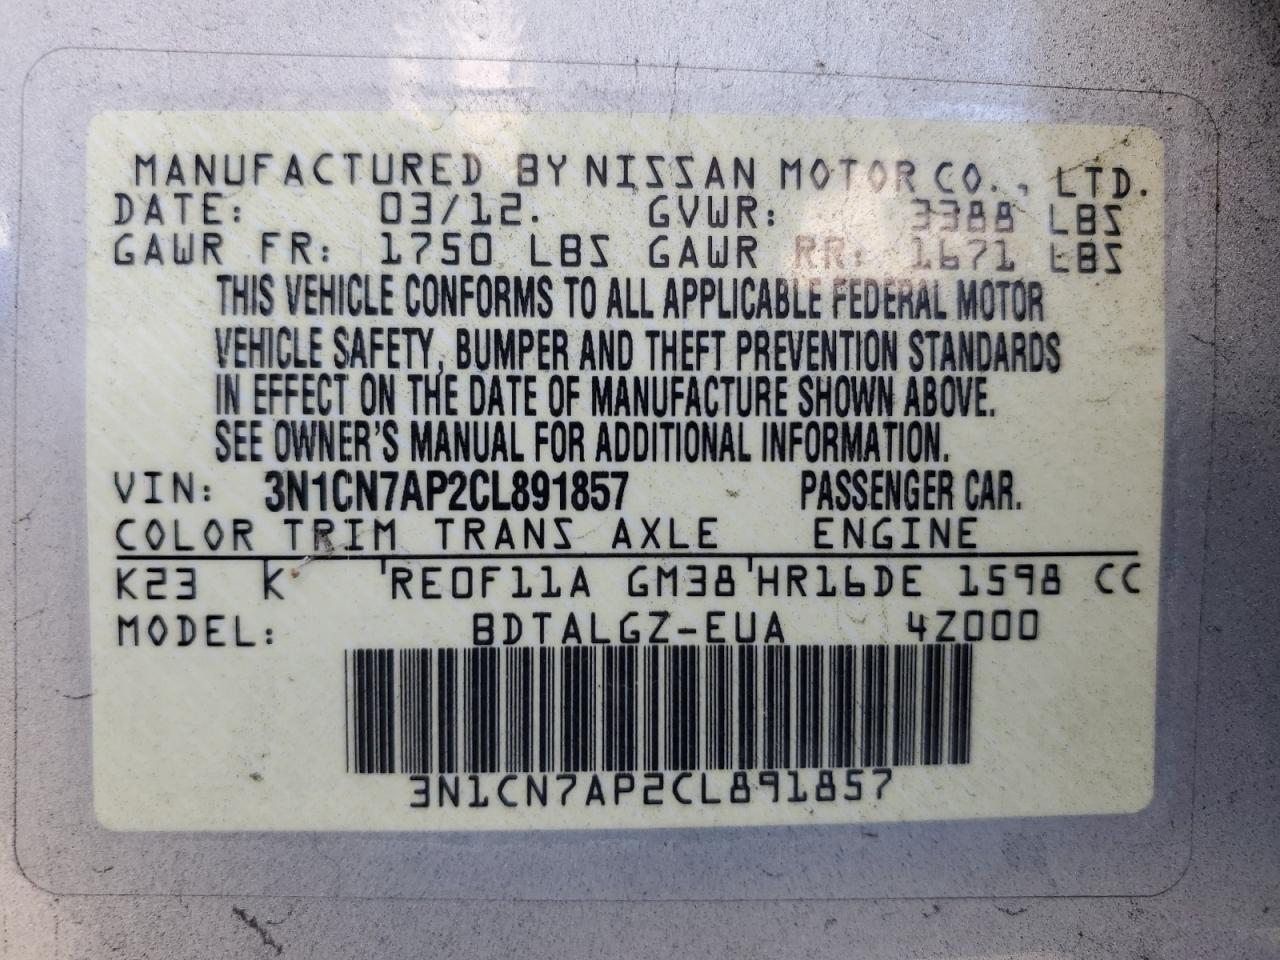 MANUFACTURED BY NISSAN MOTOR CO., LTD.
DATE: 03/12. GVWR: 3388 LBS
GAWR FR: 1750 LBS GAWR RR: 1671 LBS
THIS VEHICLE CONFORMS TO ALL APPLICABLE FEDERAL MOTOR
VEHICLE SAFETY, BUMPER AND THEFT PREVENTION STANDARDS
IN EFFECT ON THE DATE OF MANUFACTURE SHOWN ABOVE.
SEE OWNER'S MANUAL FOR ADDITIONAL INFORMATION.
VIN: 3N1CN7AP2CL891857 PASSENGER CAR.
COLOR TRIM TRANS AXLE ENGINE
K23 K RE0F11A GM38 HR16DE 1598 CC
MODEL: BDTALGZ-EUA 4Z000
3N1CN7AP2CL891857